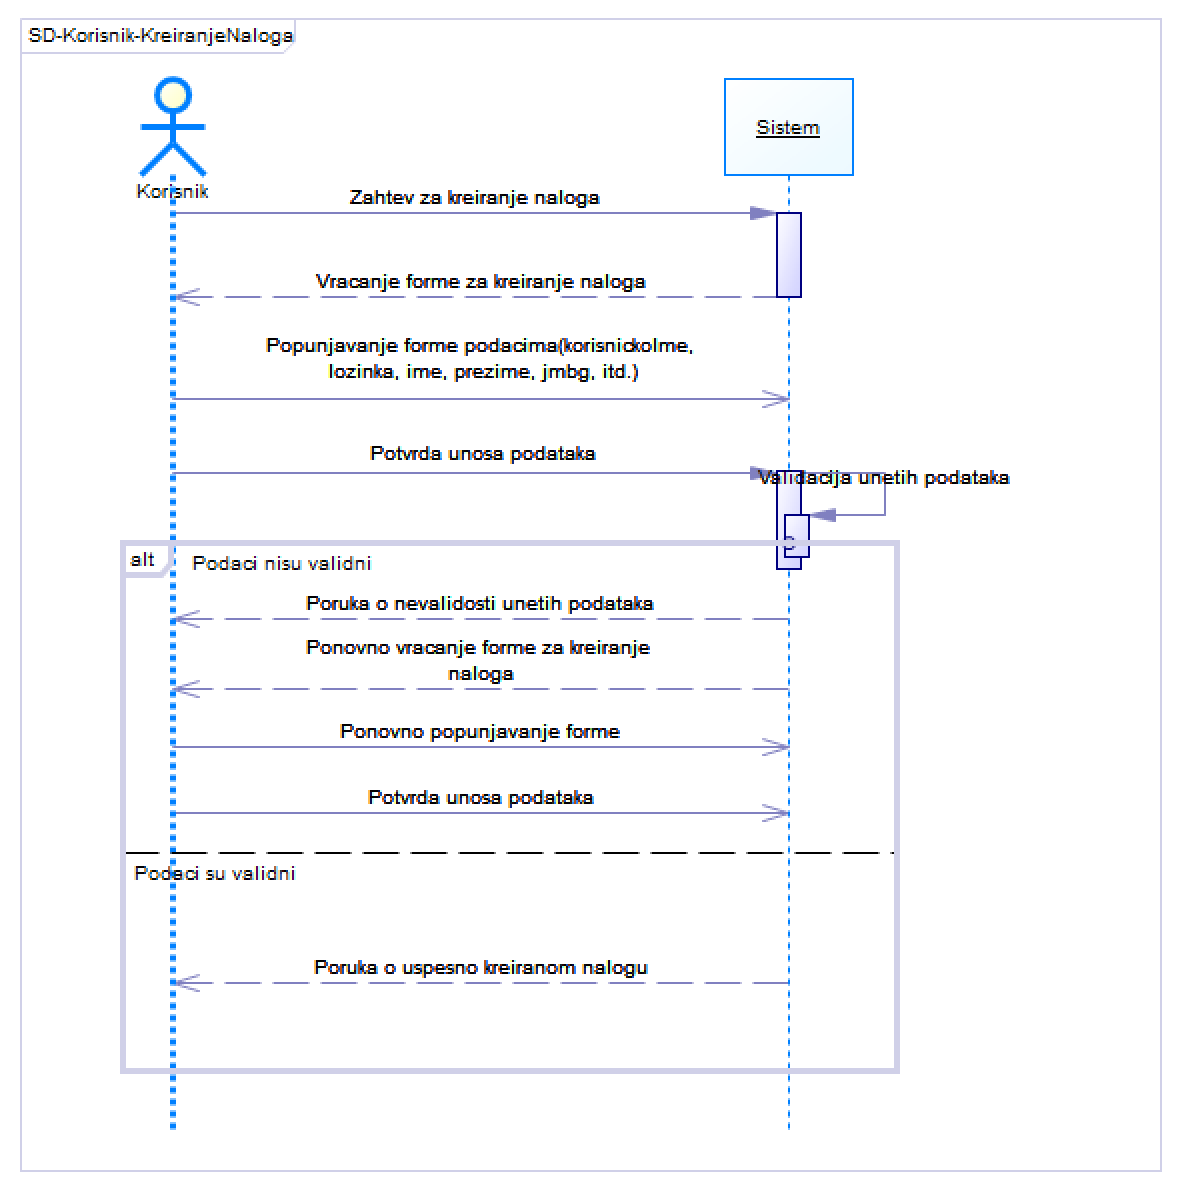 SD-Korisnik-KreiranjeNaloga
Sistem
Korisnik
Zahtev za kreiranje naloga
Vracanje forme za kreiranje naloga
Popunjavanje forme podacima(korisnickoIme,
lozinka, ime, prezime, jmbg, itd.)
Potvrda unosa podataka
Validacija unetih podataka
alt
Podaci nisu validni
Poruka o nevalidosti unetih podataka
Ponovno vracanje forme za kreiranje
naloga
Ponovno popunjavanje forme
Potvrda unosa podataka
Podaci su validni
Poruka o uspesno kreiranom nalogu